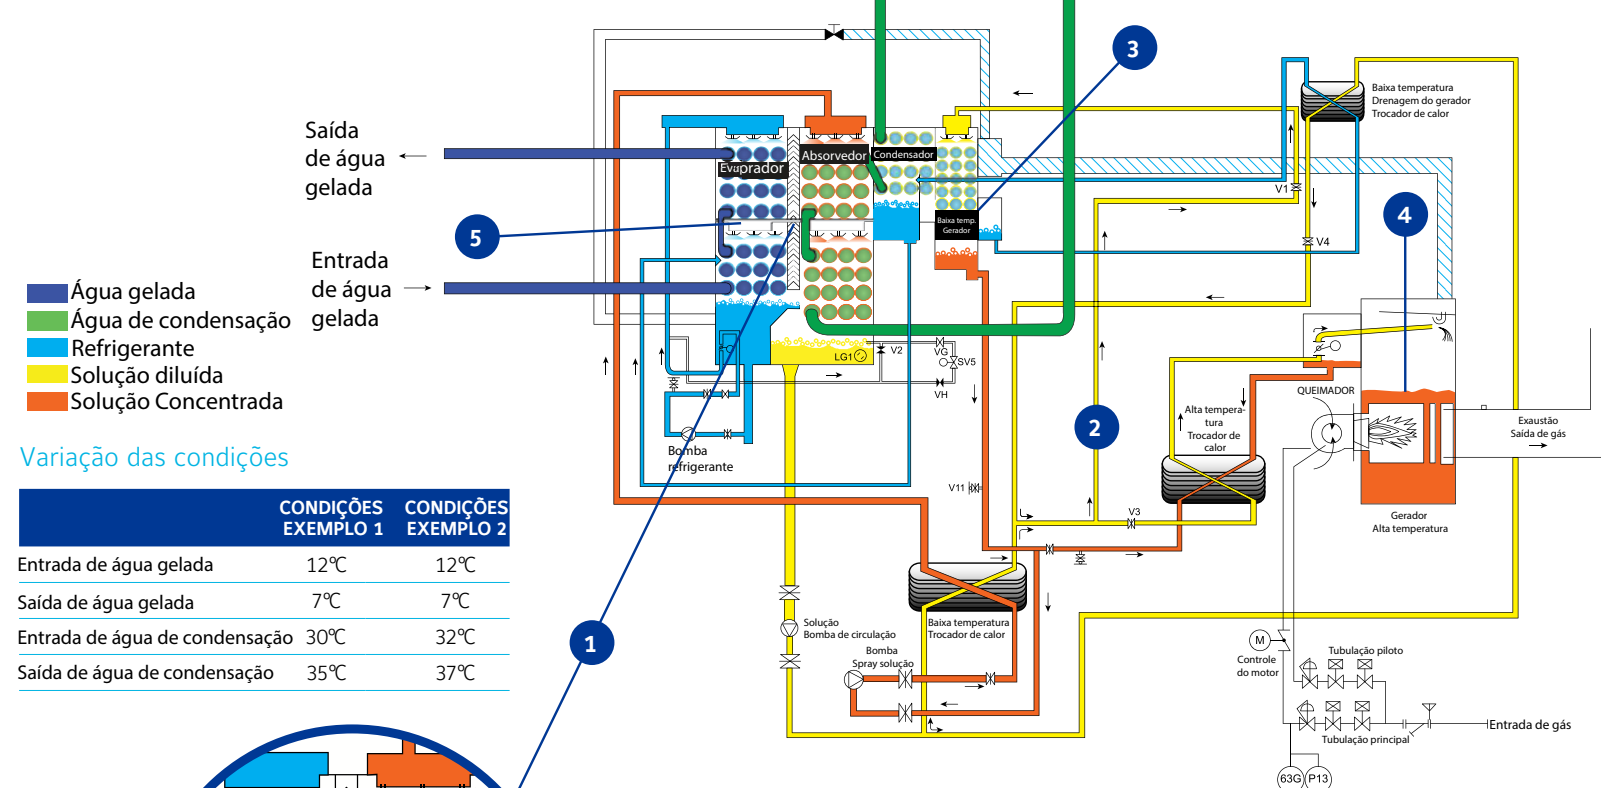 Saída
de água
gelada
Entrada
de água
gelada
Água gelada
Água de condensação
Refrigerante
Solução diluída
Solução Concentrada
Variação das condições
CONDIÇÕES EXEMPLO 1
CONDIÇÕES EXEMPLO 2
Entrada de água gelada 12°C 12°C
Saída de água gelada 7°C 7°C
Entrada de água de condensação 30°C 32°C
Saída de água de condensação 35°C 37°C
1
2
3
4
5
Evaprador
Absorvedor
Condensador
Baixa temp.
Gerador
LG1
V2
VG
SV5
VH
Bomba
refrigerante
V11
V3
V1
V4
Baixa temperatura
Drenagem do gerador
Trocador de calor
Alta tempera-
tura
Trocador de
calor
QUEIMADOR
Exaustão
Saída de gás
Gerador
Alta temperatura
Solução
Bomba de circulação
Bomba
Spray solução
Baixa temperatura
Trocador de calor
M
Controle
do motor
Tubulação piloto
Tubulação principal
Entrada de gás
63G
P13